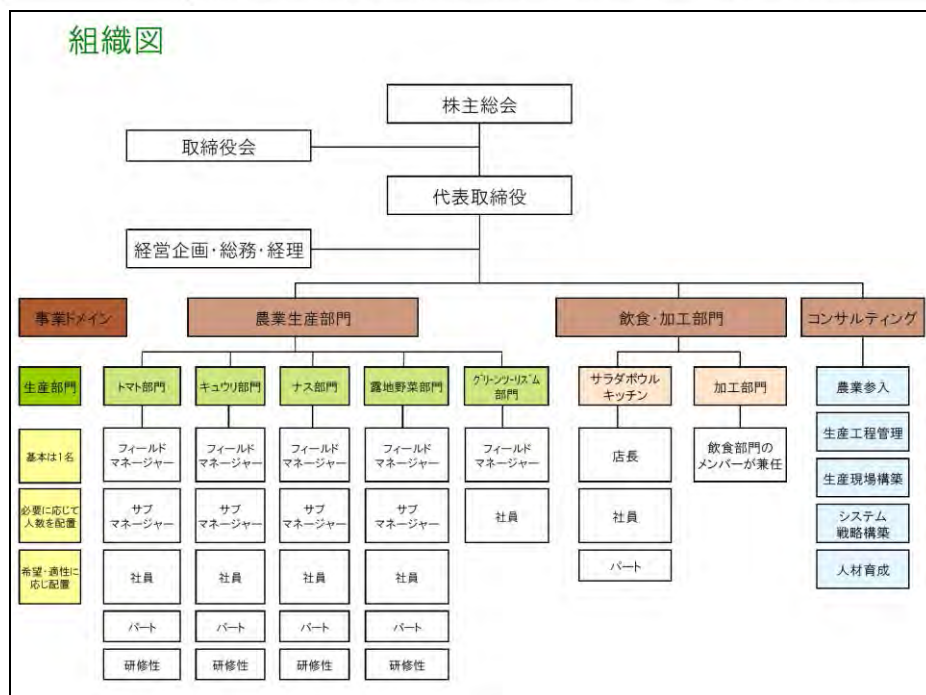 組織図
株主総会
取締役会
代表取締役
経営企画・総務・経理
事業ドメイン
農業生産部門
飲食・加工部門
コンサルティング
生産部門
トマト部門
キュウリ部門
ナス部門
露地野菜部門
グリーンツーリズム
部門
サラダボウル
キッチン
加工部門
農業参入
基本は1名
フィールド
マネージャー
フィールド
マネージャー
フィールド
マネージャー
フィールド
マネージャー
フィールド
マネージャー
店長
飲食部門の
メンバーが兼任
生産工程管理
生産現場構築
必要に応じて
人数を配置
サブ
マネージャー
サブ
マネージャー
サブ
マネージャー
サブ
マネージャー
社員
社員
システム
戦略構築
希望・適性に
応じ配置
社員
社員
社員
社員
パート
人材育成
パート
パート
パート
パート
研修性
研修性
研修性
研修性